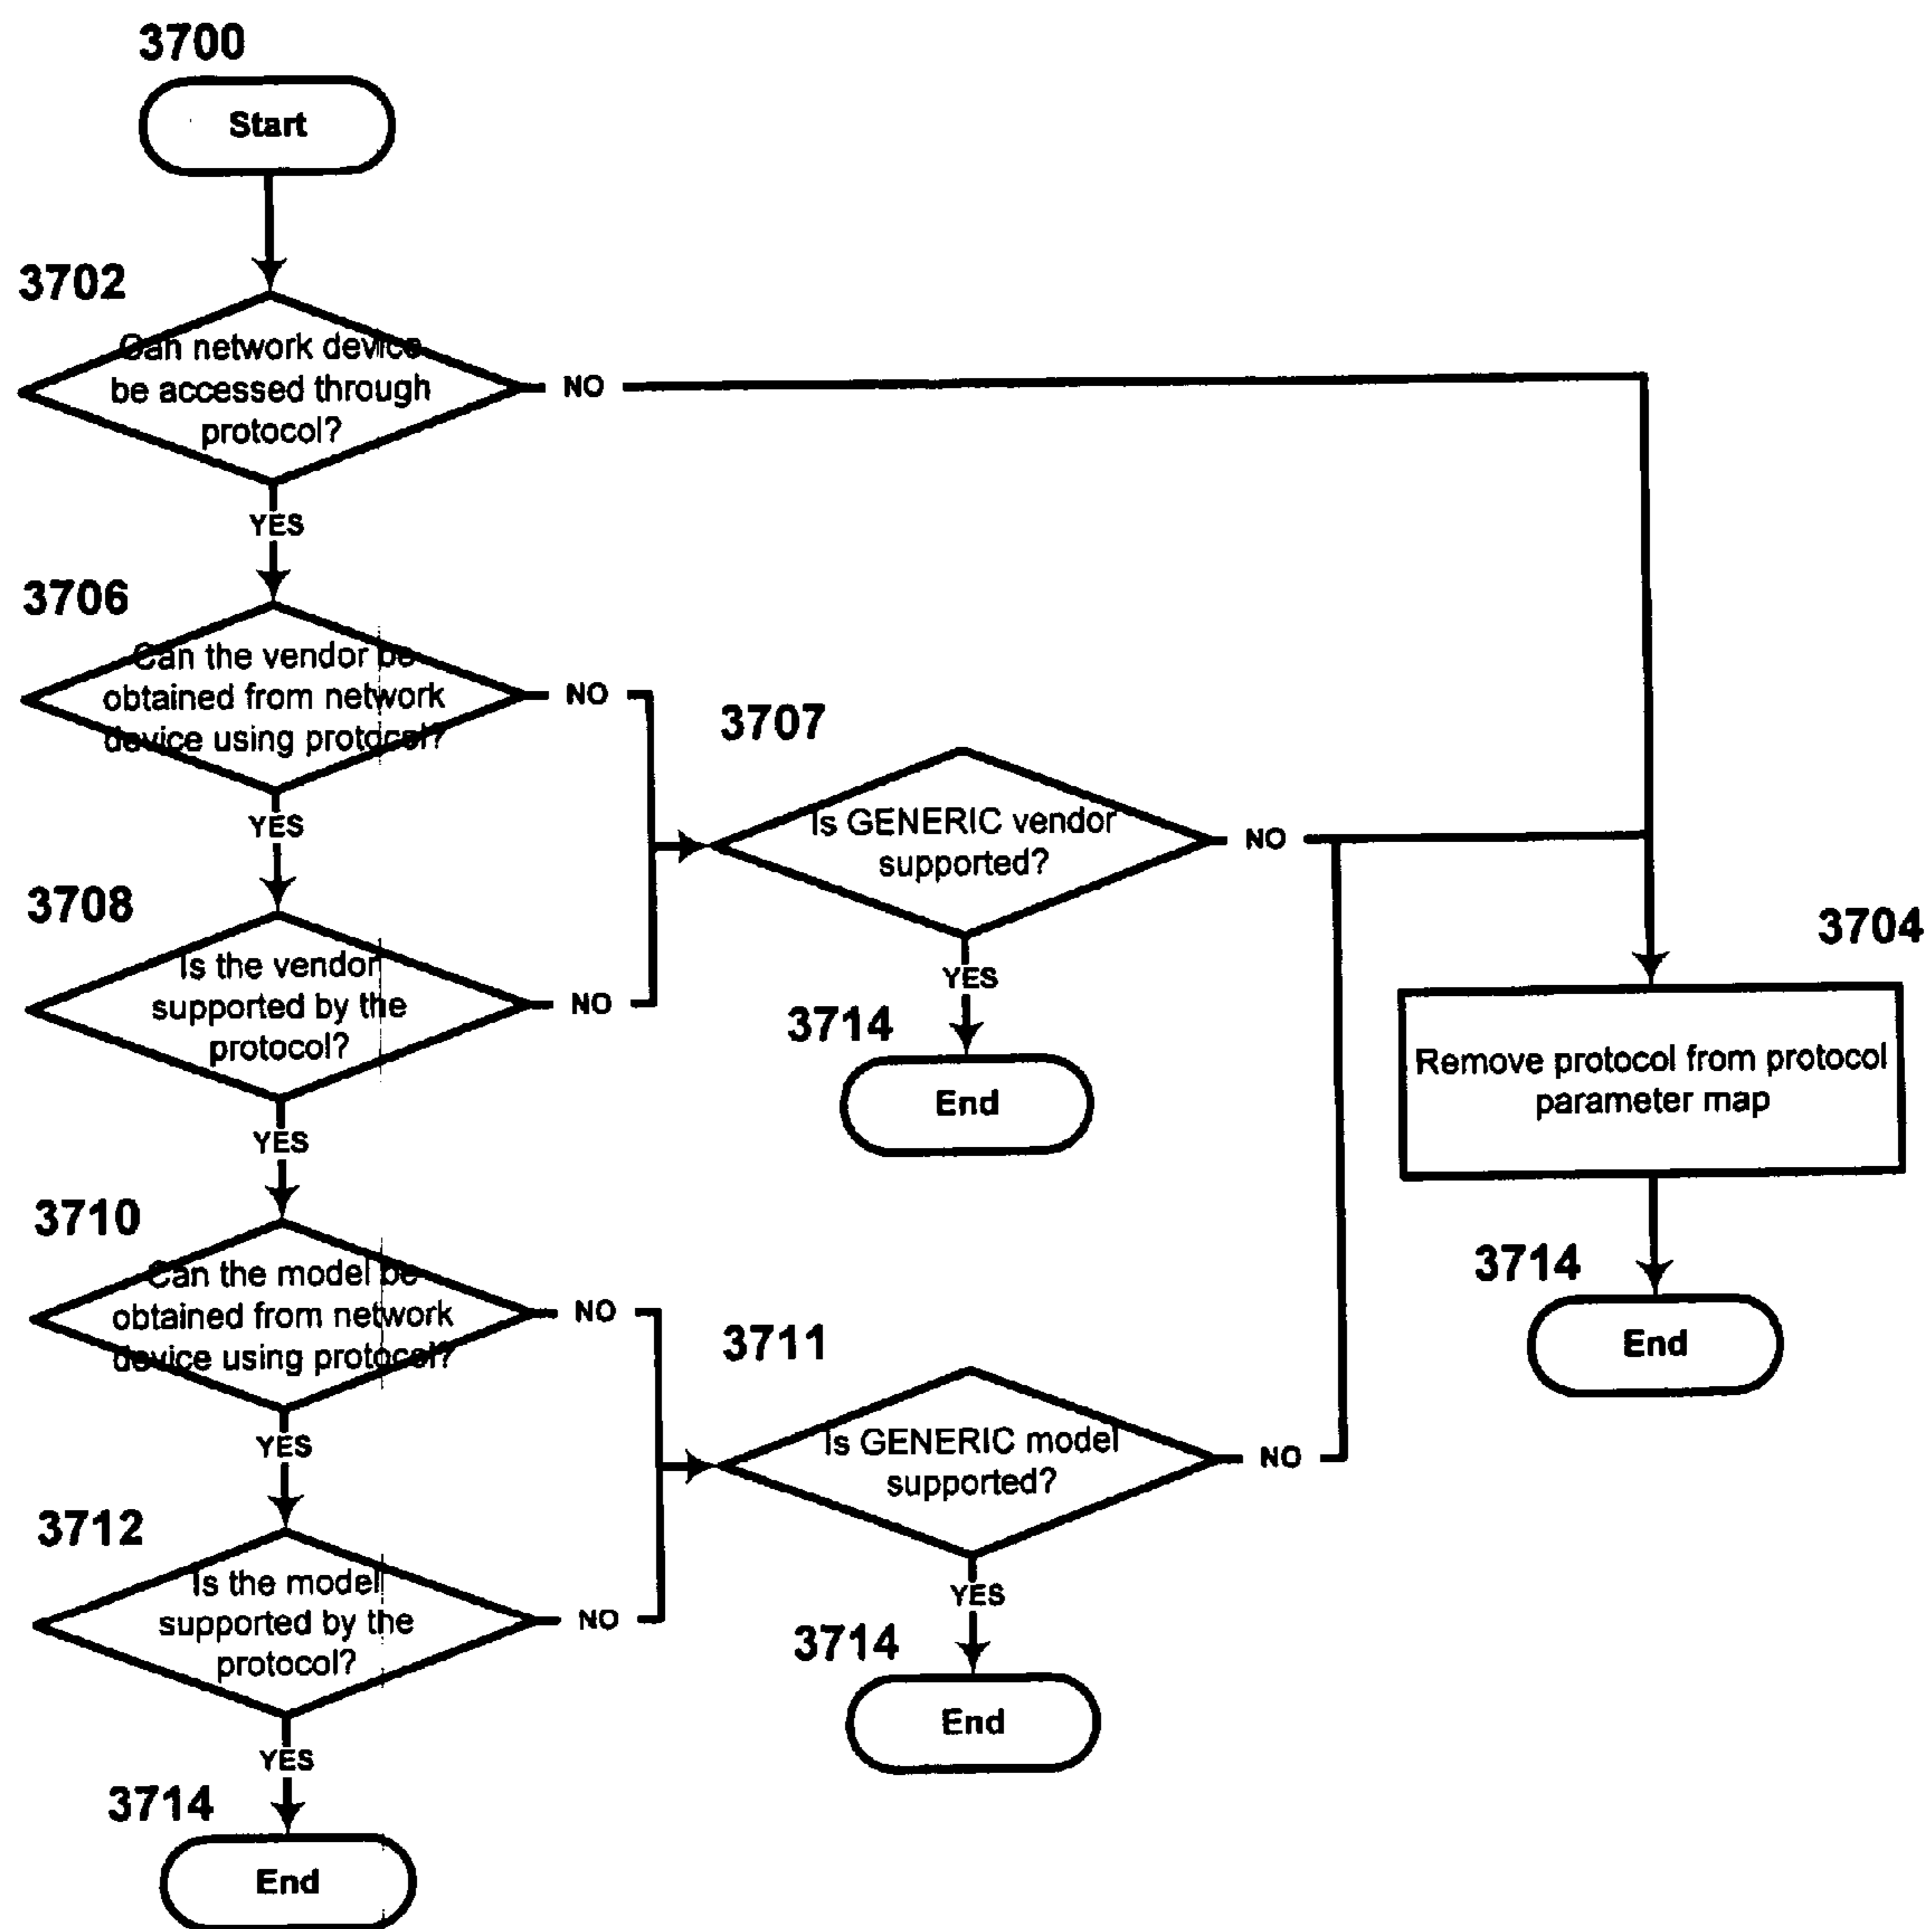 3700
Start
3702
Can network device
be accessed through
protocol?
NO
YES
3706
Can the vendor be
obtained from network
device using protocol?
NO
YES
3707
Is GENERIC vendor
supported?
NO
YES
3714
End
3708
Is the vendor
supported by the
protocol?
NO
YES
3704
Remove protocol from protocol
parameter map
3714
End
3710
Can the model be
obtained from network
device using protocol?
NO
YES
3711
Is GENERIC model
supported?
NO
YES
3714
End
3712
Is the model
supported by the
protocol?
NO
YES
3714
End